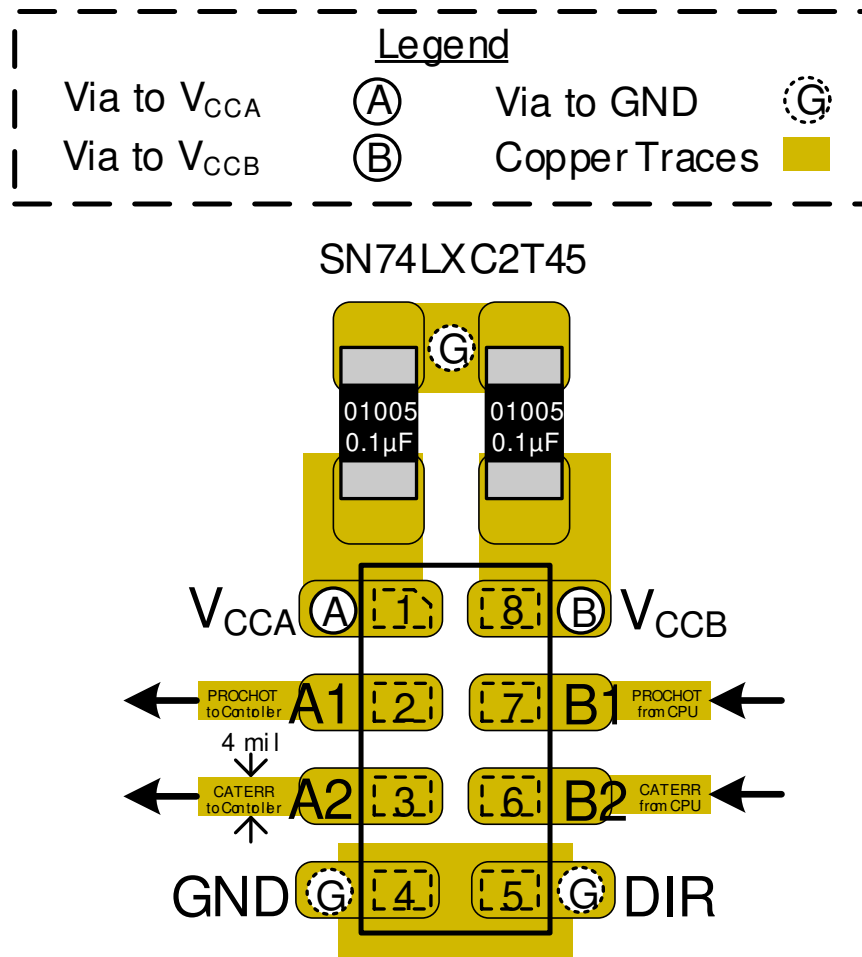 Legend
Via to VCCA A Via to GND G
Via to VCCB B Copper Traces
SN74LXC2T45
G
01005 01005
0.1µF 0.1µF
VCCA A 1 8 B VCCB
PROCHOT to Controller A1 2 7 B1 PROCHOT from CPU
4 mil
CATERR to Controller A2 3 6 B2 CATERR from CPU
GND G 4 5 G DIR